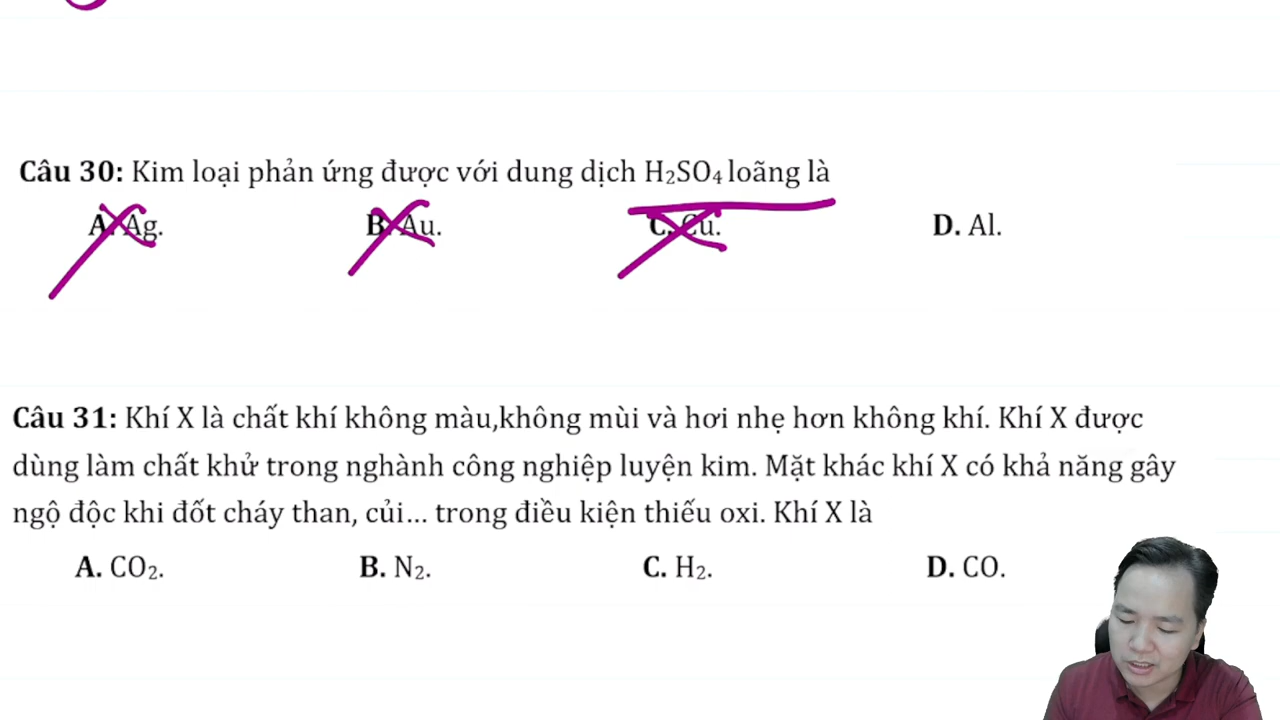 Câu 30: Kim loại phản ứng được với dung dịch H₂SO₄ loãng là
A. Ag. B. Au. C. Cu. D. Al.
Câu 31: Khí X là chất khí không màu,không mùi và hơi nhẹ hơn không khí. Khí X được
dùng làm chất khử trong nghành công nghiệp luyện kim. Mặt khác khí X có khả năng gây
ngộ độc khi đốt cháy than, củi... trong điều kiện thiếu oxi. Khí X là
A. CO₂. B. N₂. C. H₂. D. CO.